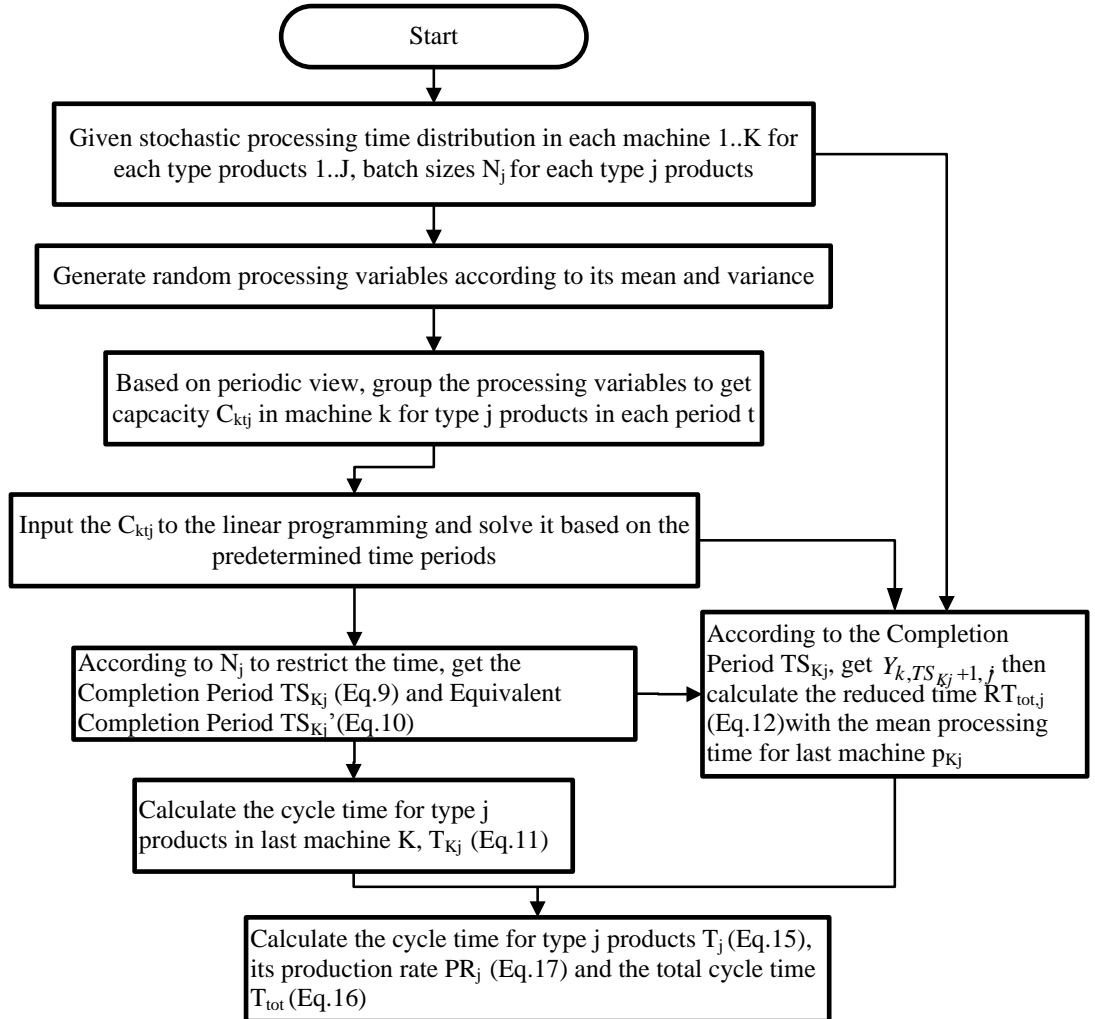 Start
Given stochastic processing time distribution in each machine 1..K for
each type products 1..J, batch sizes Nj for each type j products
Generate random processing variables according to its mean and variance
Based on periodic view, group the processing variables to get
capcacity Cktj in machine k for type j products in each period t
Input the Cktj to the linear programming and solve it based on the
predetermined time periods
According to Nj to restrict the time, get the
Completion Period TSKj (Eq.9) and Equivalent
Completion Period TSKj’(Eq.10)
According to the Completion
Period TSKj, get Yk,TSKj+1,j then
calculate the reduced time RTtot,j
(Eq.12)with the mean processing
time for last machine pKj
Calculate the cycle time for type j
products in last machine K, TKj (Eq.11)
Calculate the cycle time for type j products Tj (Eq.15),
its production rate PRj (Eq.17) and the total cycle time
Ttot (Eq.16)